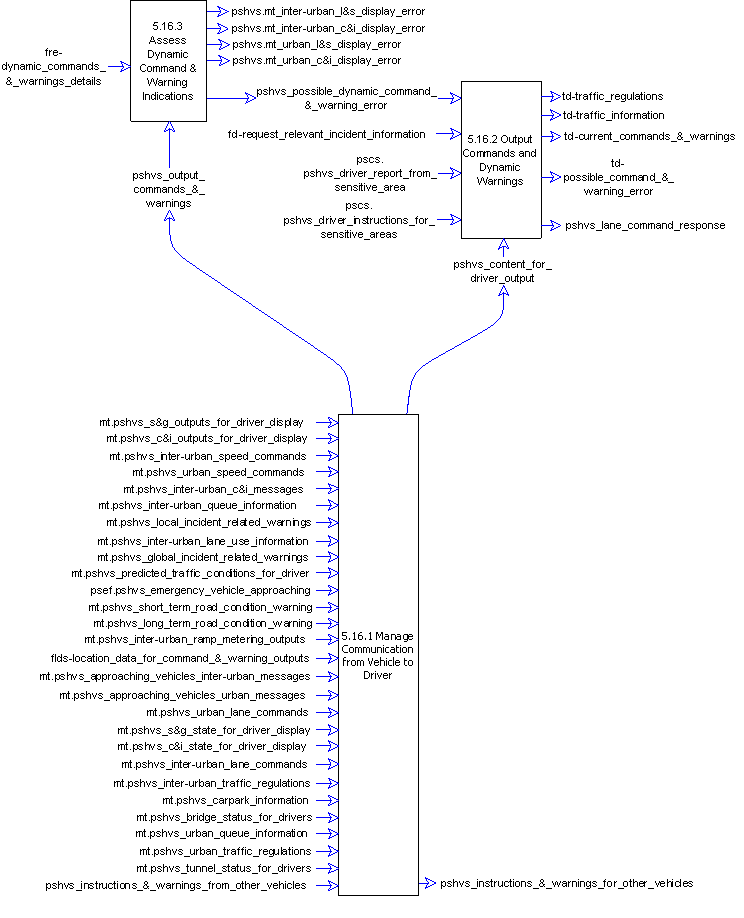 5.16.3
Assess
Dynamic
Command &
Warning
Indications
fre-
dynamic_commands_
&_warnings_details
pshvs.mt_inter-urban_l&s_display_error
pshvs.mt_inter-urban_c&i_display_error
pshvs.mt_urban_l&s_display_error
pshvs.mt_urban_c&i_display_error
pshvs_possible_dynamic_command_
&_warning_error
fd-request_relevant_incident_information
pscs.
pshvs_driver_report_from_
sensitive_area
pscs.
pshvs_driver_instructions_for_
sensitive_areas
5.16.2 Output
Commands and
Dynamic
Warnings
td-traffic_regulations
td-traffic_information
td-current_commands_&_warnings
td-
possible_command_&_
warning_error
pshvs_lane_command_response
pshvs_output_
commands_&_
warnings
pshvs_content_for_
driver_output
mt.pshvs_s&g_outputs_for_driver_display
mt.pshvs_c&i_outputs_for_driver_display
mt.pshvs_inter-urban_speed_commands
mt.pshvs_urban_speed_commands
mt.pshvs_inter-urban_c&i_messages
mt.pshvs_inter-urban_queue_information
mt.pshvs_local_incident_related_warnings
mt.pshvs_inter-urban_lane_use_information
mt.pshvs_global_incident_related_warnings
mt.pshvs_predicted_traffic_conditions_for_driver
psef.pshvs_emergency_vehicle_approaching
mt.pshvs_short_term_road_condition_warning
mt.pshvs_long_term_road_condition_warning
mt.pshvs_inter-urban_ramp_metering_outputs
flds-location_data_for_command_&_warning_outputs
mt.pshvs_approaching_vehicles_inter-urban_messages
mt.pshvs_approaching_vehicles_urban_messages
mt.pshvs_urban_lane_commands
mt.pshvs_s&g_state_for_driver_display
mt.pshvs_c&i_state_for_driver_display
mt.pshvs_inter-urban_lane_commands
mt.pshvs_inter-urban_traffic_regulations
mt.pshvs_carpark_information
mt.pshvs_bridge_status_for_drivers
mt.pshvs_urban_queue_information
mt.pshvs_urban_traffic_regulations
mt.pshvs_tunnel_status_for_drivers
pshvs_instructions_&_warnings_from_other_vehicles
5.16.1 Manage
Communication
from Vehicle to
Driver
pshvs_instructions_&_warnings_for_other_vehicles